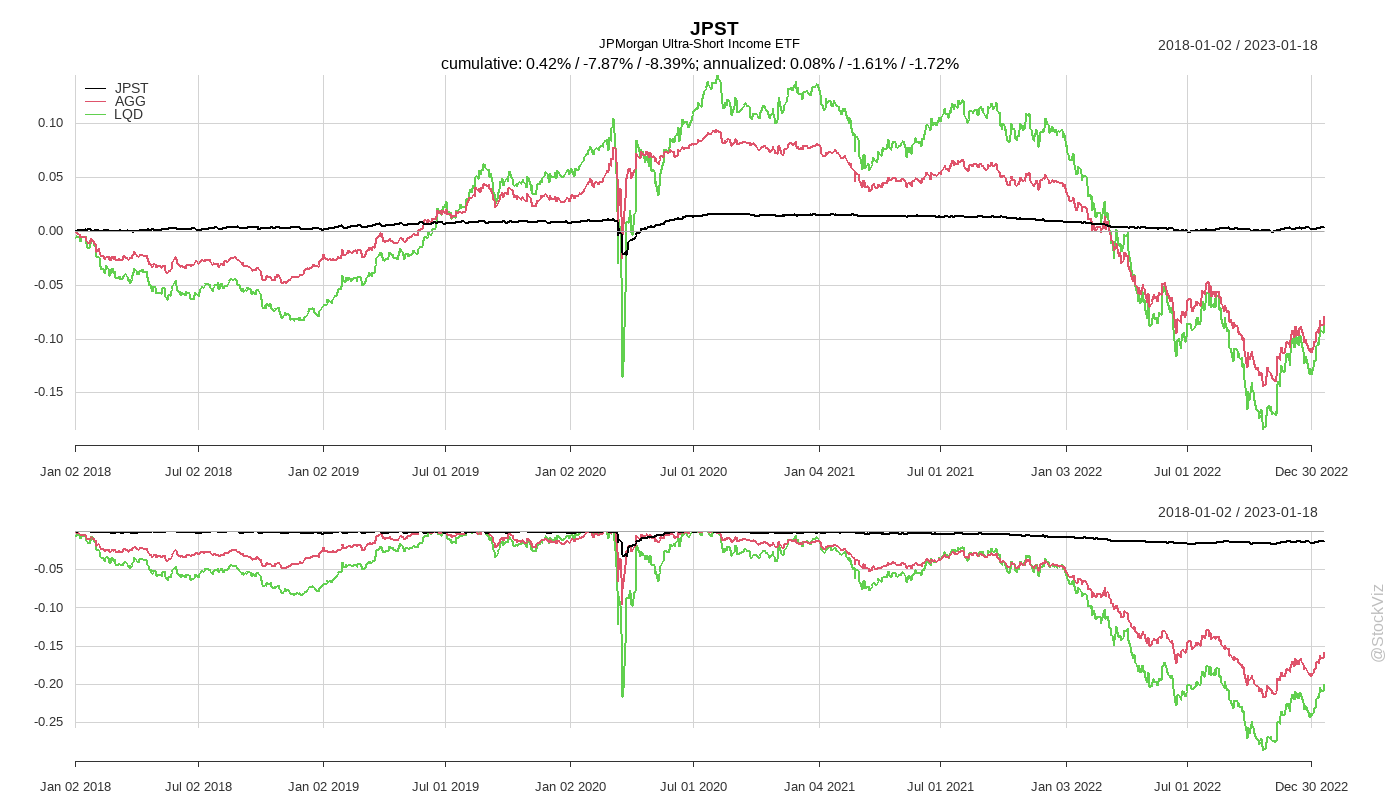 JPST
JPMorgan Ultra-Short Income ETF
2018-01-02 / 2023-01-18
cumulative: 0.42% / -7.87% / -8.39%; annualized: 0.08% / -1.61% / -1.72%
JPST
AGG
LQD
0.10
0.05
0.00
-0.05
-0.10
-0.15
Jan 02 2018 Jul 02 2018 Jan 02 2019 Jul 01 2019 Jan 02 2020 Jul 01 2020 Jan 04 2021 Jul 01 2021 Jan 03 2022 Jul 01 2022 Dec 30 2022
2018-01-02 / 2023-01-18
-0.05
-0.10
-0.15
-0.20
-0.25
Jan 02 2018 Jul 02 2018 Jan 02 2019 Jul 01 2019 Jan 02 2020 Jul 01 2020 Jan 04 2021 Jul 01 2021 Jan 03 2022 Jul 01 2022 Dec 30 2022
@StockViz